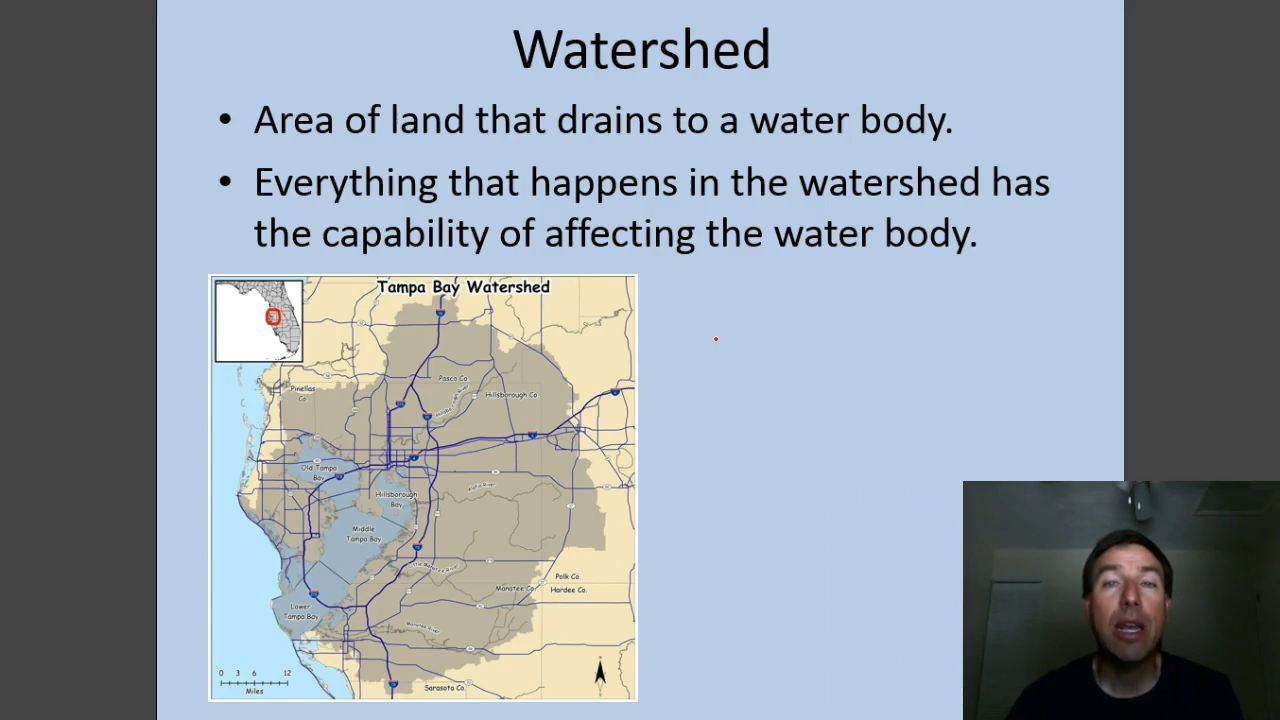 Watershed
• Area of land that drains to a water body.
• Everything that happens in the watershed has
the capability of affecting the water body.
Tampa Bay Watershed
Pasco Co.
Pinellas
Co.
Hillsborough Co.
Old Tampa
Bay
Hillsborough
Bay
Middle
Tampa Bay
Polk Co.
Manatee Co.
Hardee Co.
Lower
Tampa Bay
Manatee River
0 3 6 12
Miles
Sarasota Co.